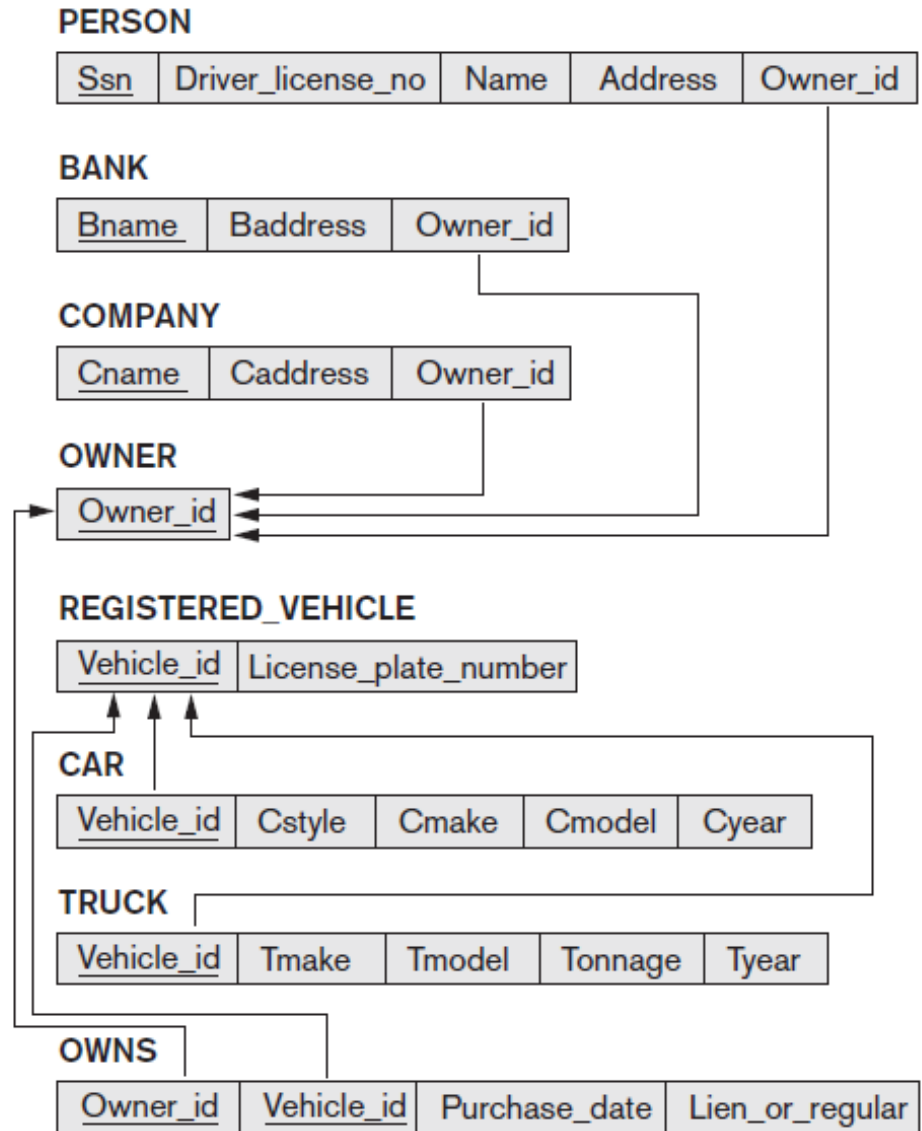 PERSON
Ssn Driver_license_no Name Address Owner_id
BANK
Bname Baddress Owner_id
COMPANY
Cname Caddress Owner_id
OWNER
Owner_id
REGISTERED_VEHICLE
Vehicle_id License_plate_number
CAR
Vehicle_id Cstyle Cmake Cmodel Cyear
TRUCK
Vehicle_id Tmake Tmodel Tonnage Tyear
OWNS
Owner_id Vehicle_id Purchase_date Lien_or_regular